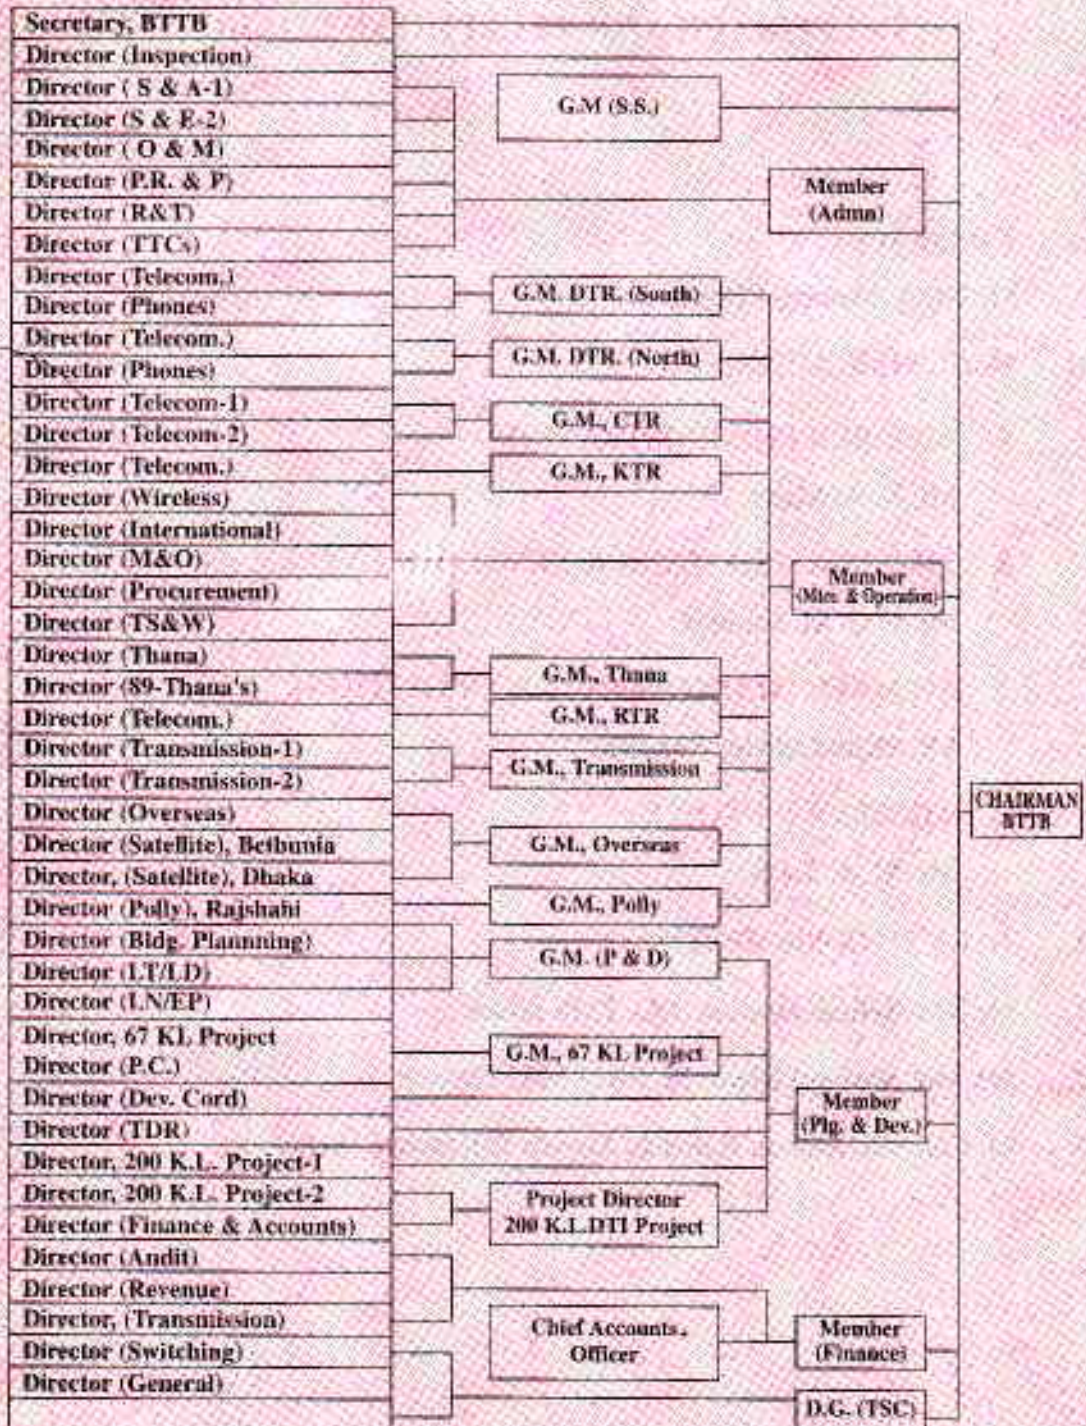 Secretary, BTTB
Director (Inspection)
Director ( S & A-1)
Director (S & E-2)
Director ( O & M)
Director (P.R. & P)
Director (R&T)
Director (TTCs)
Director (Telecom.)
Director (Phones)
Director (Telecom.)
Director (Phones)
Director (Telecom-1)
Director (Telecom-2)
Director (Telecom.)
Director (Wireless)
Director (International)
Director (M&O)
Director (Procurement)
Director (TS&W)
Director (Thana)
Director (89-Thana's)
Director (Telecom.)
Director (Transmission-1)
Director (Transmission-2)
Director (Overseas)
Director (Satellite), Betbunia
Director, (Satellite), Dhaka
Director (Polly), Rajshahi
Director (Bldg. Plannning)
Director (LT/LD)
Director (LN/EP)
Director, 67 KL Project
Director (P.C.)
Director (Dev. Cord)
Director (TDR)
Director, 200 K.L. Project-1
Director, 200 K.L. Project-2
Director (Finance & Accounts)
Director (Audit)
Director (Revenue)
Director, (Transmission)
Director (Switching)
Director (General)
G.M (S.S.)
G.M. DTR. (South)
G.M. DTR. (North)
G.M., CTR
G.M., KTR
G.M., Thana
G.M., RTR
G.M., Transmission
G.M., Overseas
G.M., Polly
G.M. (P & D)
G.M., 67 KL Project
Project Director
200 K.L.DTI Project
Chief Accounts
Officer
Member
(Admn)
Member
(Mtce. & Operation)
Member
(Plg. & Dev.)
Member
(Finance)
D.G. (TSC)
CHAIRMAN
BTTB